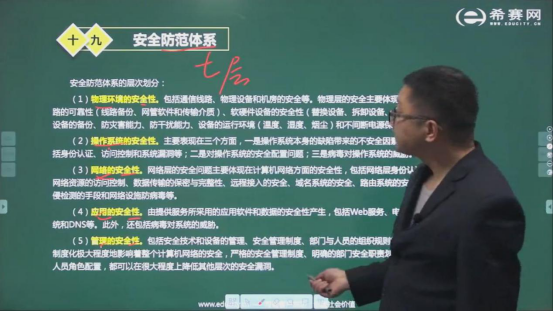 十九 安全防范体系
希赛网
WWW.EDUCITY.CN
七层
安全防范体系的层次划分:
(1)物理环境的安全性。包括通信线路、物理设备和机房的安全等。物理层的安全主要体
路的可靠性(线路备份、网管软件和传输介质)、软硬件设备的安全性(替换设备、拆卸设备、
设备的备份、防灾害能力、防干扰能力、设备的运行环境(温度、湿度、烟尘)和不间断电源保
(2)操作系统的安全性。主要表现在三个方面,一是操作系统本身的缺陷带来的不安全因
括身份认证、访问控制和系统漏洞等;二是对操作系统的安全配置问题;三是病毒对操作系统的威
(3)网络的安全性。网络层的安全问题主要体现在计算机网络方面的安全性,包括网络层身份认
网络资源的访问控制、数据传输的保密与完整性、远程接入的安全、域名系统的安全、路由系统的安
侵检测的手段和网络设施防病毒等。
(4)应用的安全性。由提供服务所采用的应用软件和数据的安全性产生,包括Web服务、电
统和DNS等。此外,还包括病毒对系统的威胁。
(5)管理的安全性。包括安全技术和设备的管理、安全管理制度、部门与人员的组织规则
制度化极大程度地影响着整个计算机网络的安全,严格的安全管理制度、明确的部门安全职责
人员角色配置,都可以在很大程度上降低其他层次的安全漏洞。
社会价值